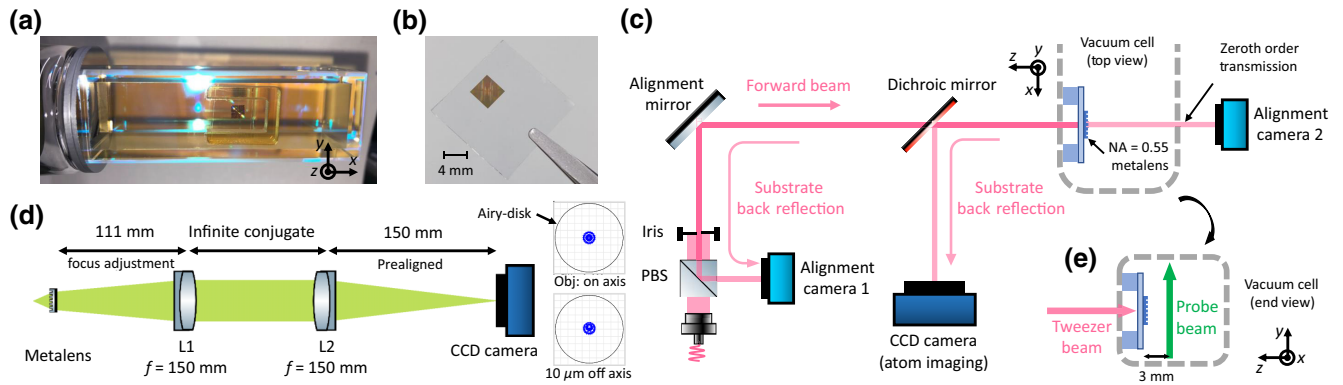 (a)
y
x
z
(b)
4 mm
(c)
Alignment
mirror
Forward beam
Dichroic mirror
z
y
x
Vacuum cell
(top view)
Zeroth order
transmission
Alignment
camera 2
NA = 0.55
metalens
Substrate
back reflection
Substrate
back reflection
Iris
PBS
Alignment
camera 1
CCD camera
(atom imaging)
(d)
111 mm
Infinite conjugate
150 mm
focus adjustment
Prealigned
Metalens
L1
f = 150 mm
L2
f = 150 mm
CCD camera
Airy-disk
Obj: on axis
10 μm off axis
(e)
Tweezer
beam
Probe
beam
3 mm
Vacuum cell
(end view)
y
z
x